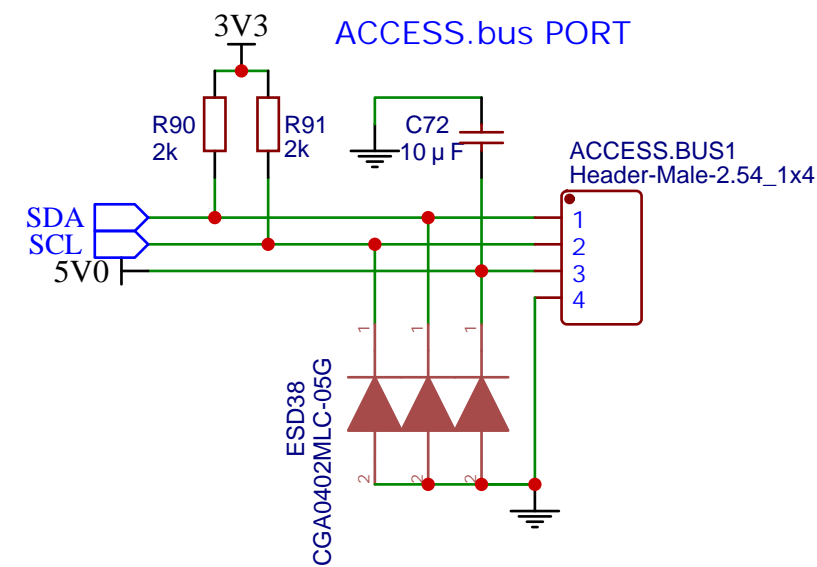 3V3
ACCESS.bus PORT
R90
2k
R91
2k
C72
10 µ F
ACCESS.BUS1
Header-Male-2.54_1x4
SDA
SCL
5V0
1
2
3
4
1
1
1
ESD38
CGA0402MLC-05G
2
2
2